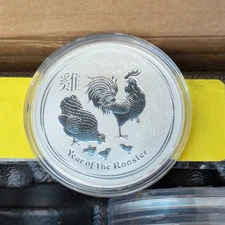 雞
Year of the Rooster